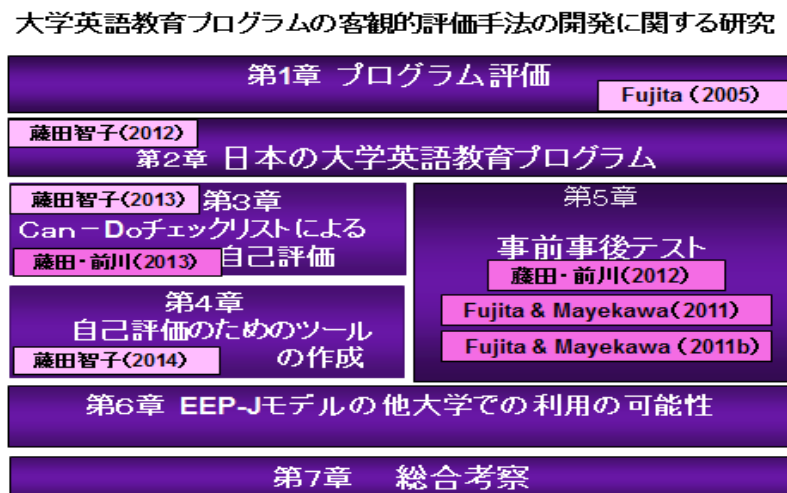 大学英語教育プログラムの客観的評価手法の開発に関する研究
第1章 プログラム評価
Fujita（2005）
藤田智子(2012)
第2章 日本の大学英語教育プログラム
藤田智子(2013) 第3章
Can－Doチェックリストによる
藤田・前川(2013) 自己評価
第4章
自己評価のためのツール
藤田智子(2014) の作成
第5章
事前事後テスト
藤田・前川(2012)
Fujita & Mayekawa(2011)
Fujita & Mayekawa（2011b）
第6章 EEP-Jモデルの他大学での利用の可能性
第7章 総合考察